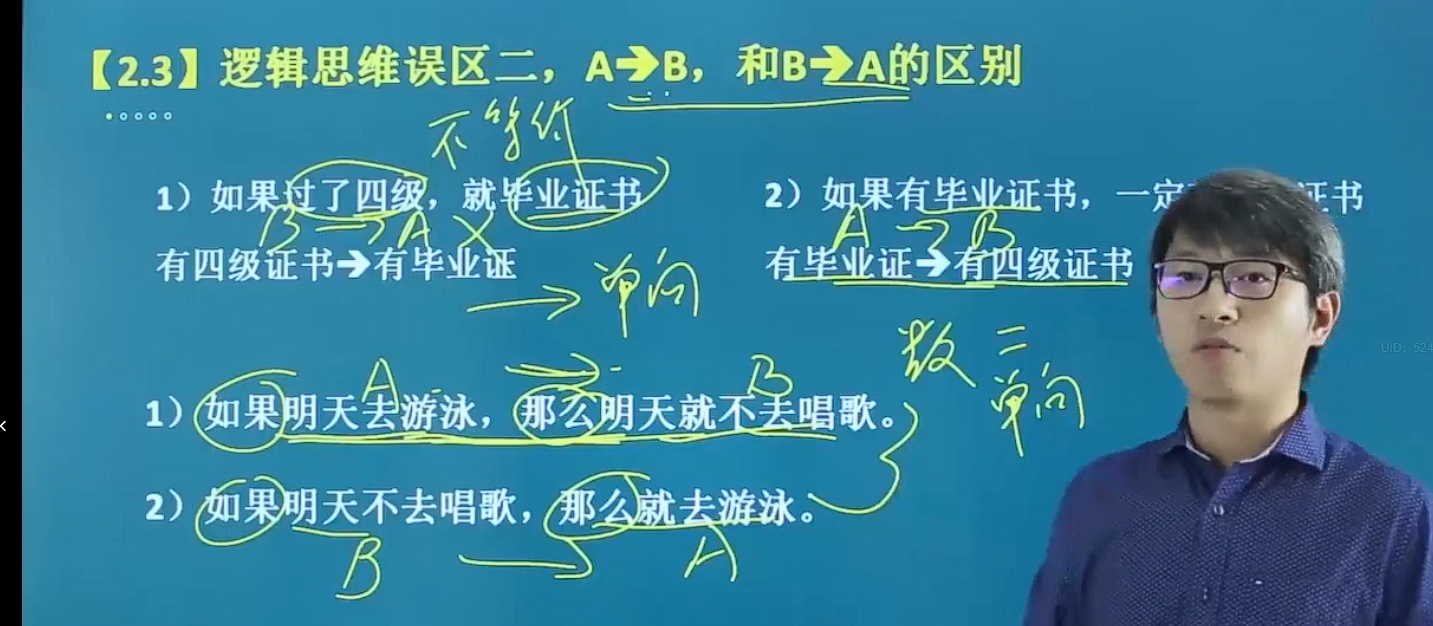 【2.3】逻辑思维误区二，A➔B，和B➔A的区别
不等价
1）如果过了四级，就毕业证书
2）如果有毕业证书，一定 证书
B → A ×
A → B
有四级证书➔有毕业证
有毕业证➔有四级证书
→ 单向
数二
单向
A → B
1）如果明天去游泳，那么明天就不去唱歌。
2）如果明天不去唱歌，那么就去游泳。
B → A
UID: 524